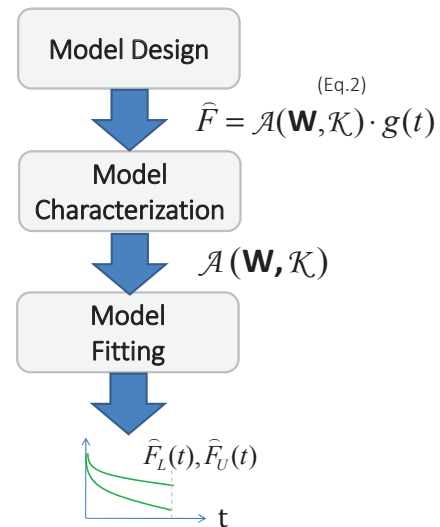 Model Design
(Eq.2)
F̂ = 𝒜(W,𝒦)·g(t)
Model
Characterization
𝒜(W,𝒦)
Model
Fitting
F̂_L(t),F̂_U(t)
t